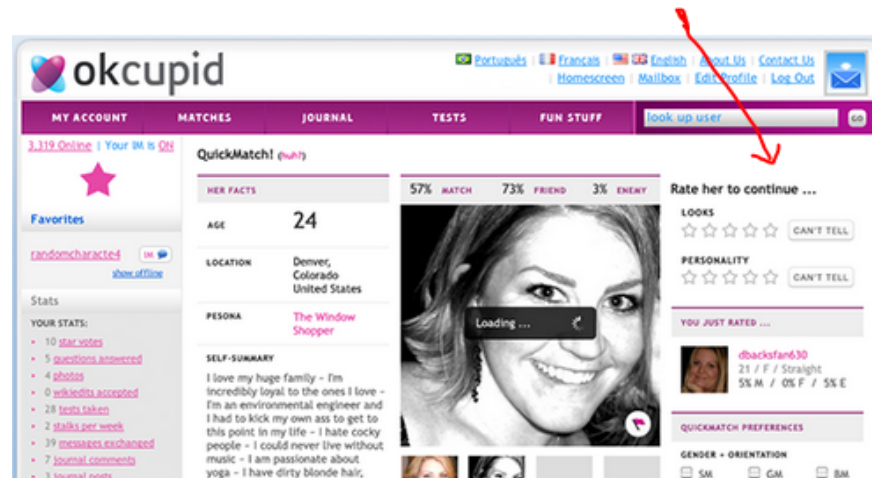 okcupid
Português | Français | English | About Us | Contact Us
| Homescreen | Mailbox | Edit Profile | Log Out
MY ACCOUNT MATCHES JOURNAL TESTS FUN STUFF look up user GO
3,319 Online | Your IM is ON
Favorites
randomcharacte4 IM
show offline
Stats
YOUR STATS:
10 star votes
5 questions answered
4 photos
0 wikiedits accepted
28 tests taken
2 stalks per week
39 messages exchanged
7 journal comments
3 journal posts
QuickMatch! (huh?)
HER FACTS
AGE 24
LOCATION Denver,
Colorado
United States
PESONA The Window
Shopper
SELF-SUMMARY
I love my huge family - I'm
incredibly loyal to the ones I love -
I'm an environmental engineer and
I had to kick my own ass to get to
this point in my life - I hate cocky
people - I could never live without
music - I am passionate about
yoga - I have dirty blonde hair,
57% MATCH 73% FRIEND 3% ENEMY
Loading ...
Rate her to continue ...
LOOKS
CAN'T TELL
PERSONALITY
CAN'T TELL
YOU JUST RATED ...
dbacksfan630
21 / F / Straight
5% M / 0% F / 5% E
QUICKMATCH PREFERENCES
GENDER + ORIENTATION
SM GM BM